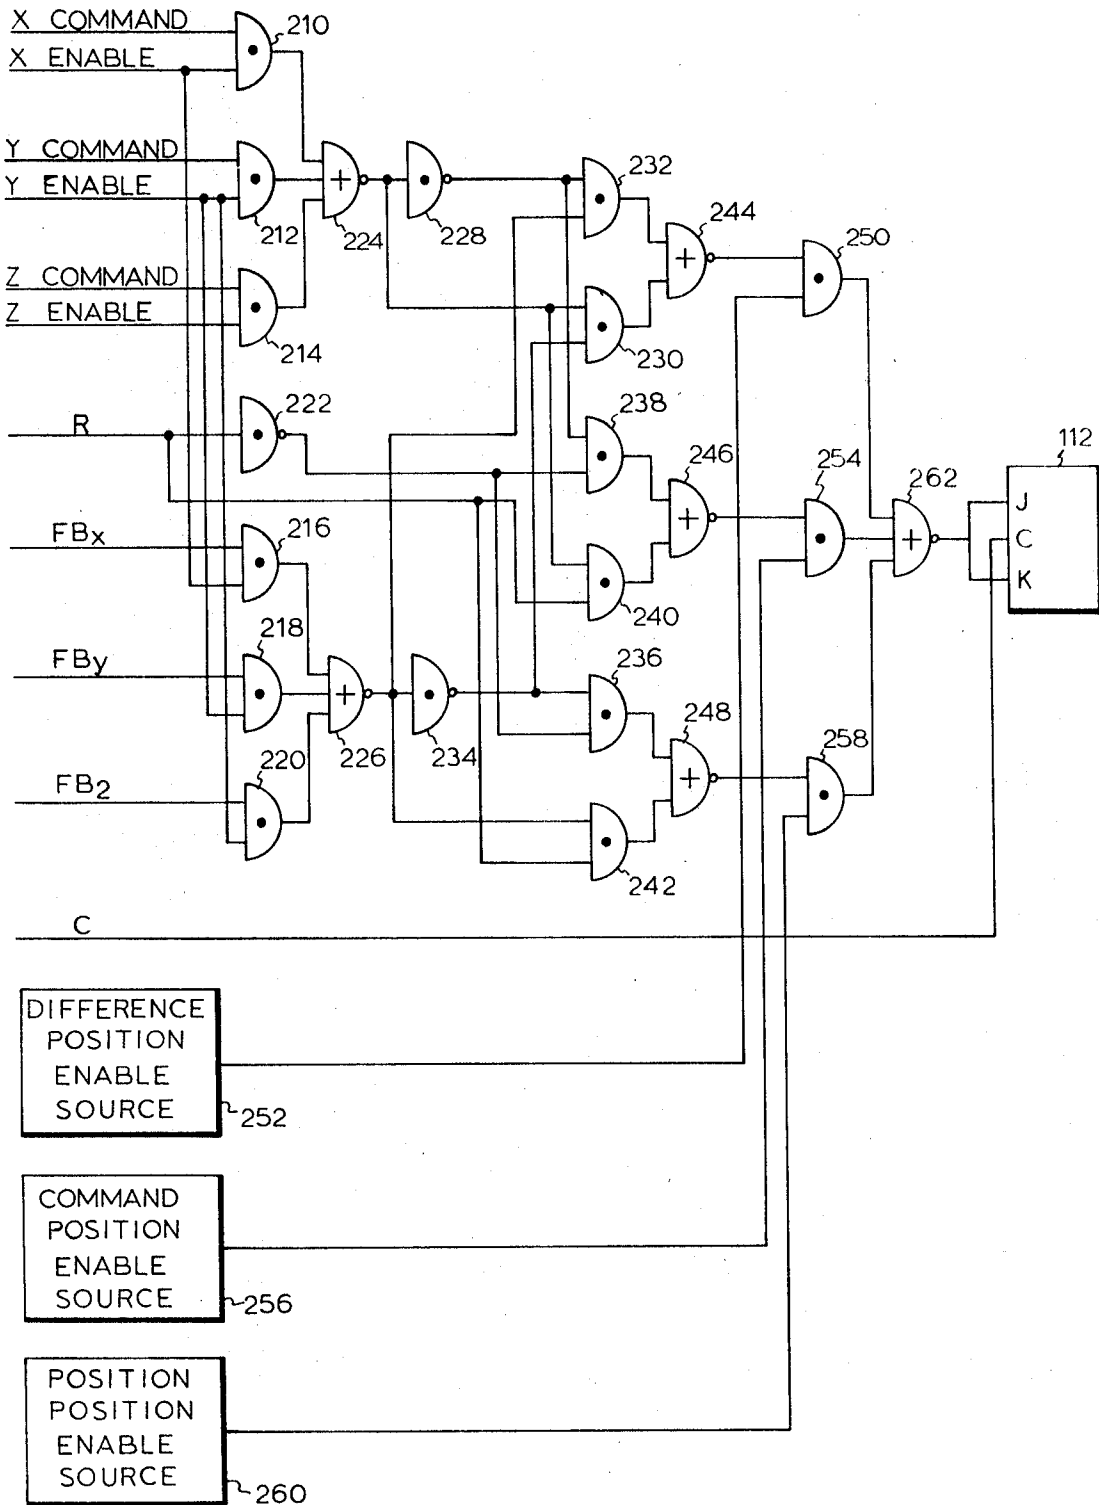 X COMMAND
210
X ENABLE
Y COMMAND
Y ENABLE
212
224
228
232
244
250
Z COMMAND
Z ENABLE
214
230
R
222
238
246
254
262
112
J
C
K
FBx
216
240
FBy
218
226
234
236
248
258
FB2
220
242
C
DIFFERENCE
POSITION
ENABLE
SOURCE
252
COMMAND
POSITION
ENABLE
SOURCE
256
POSITION
POSITION
ENABLE
SOURCE
260